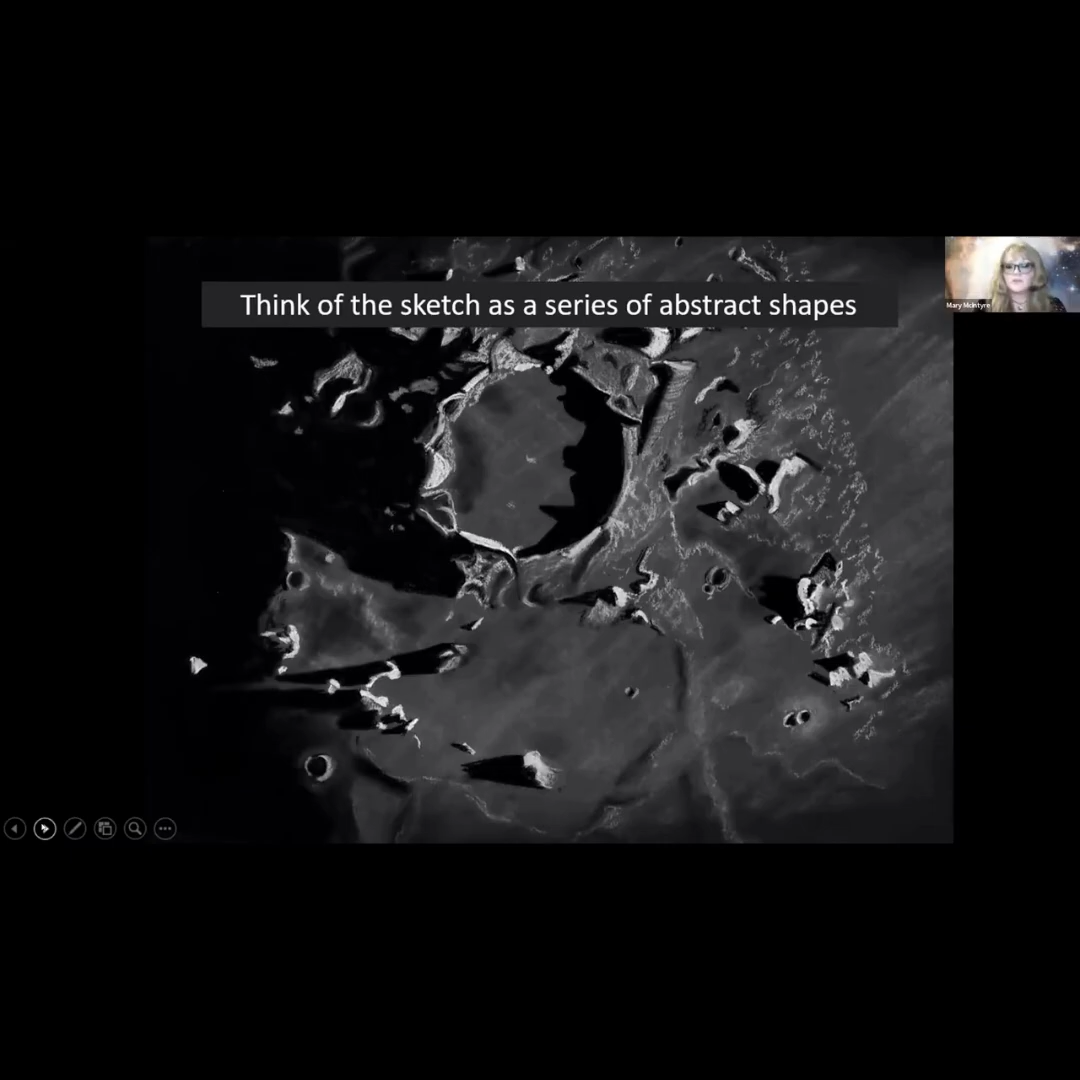 Think of the sketch as a series of abstract shapes
Mary McIntyre